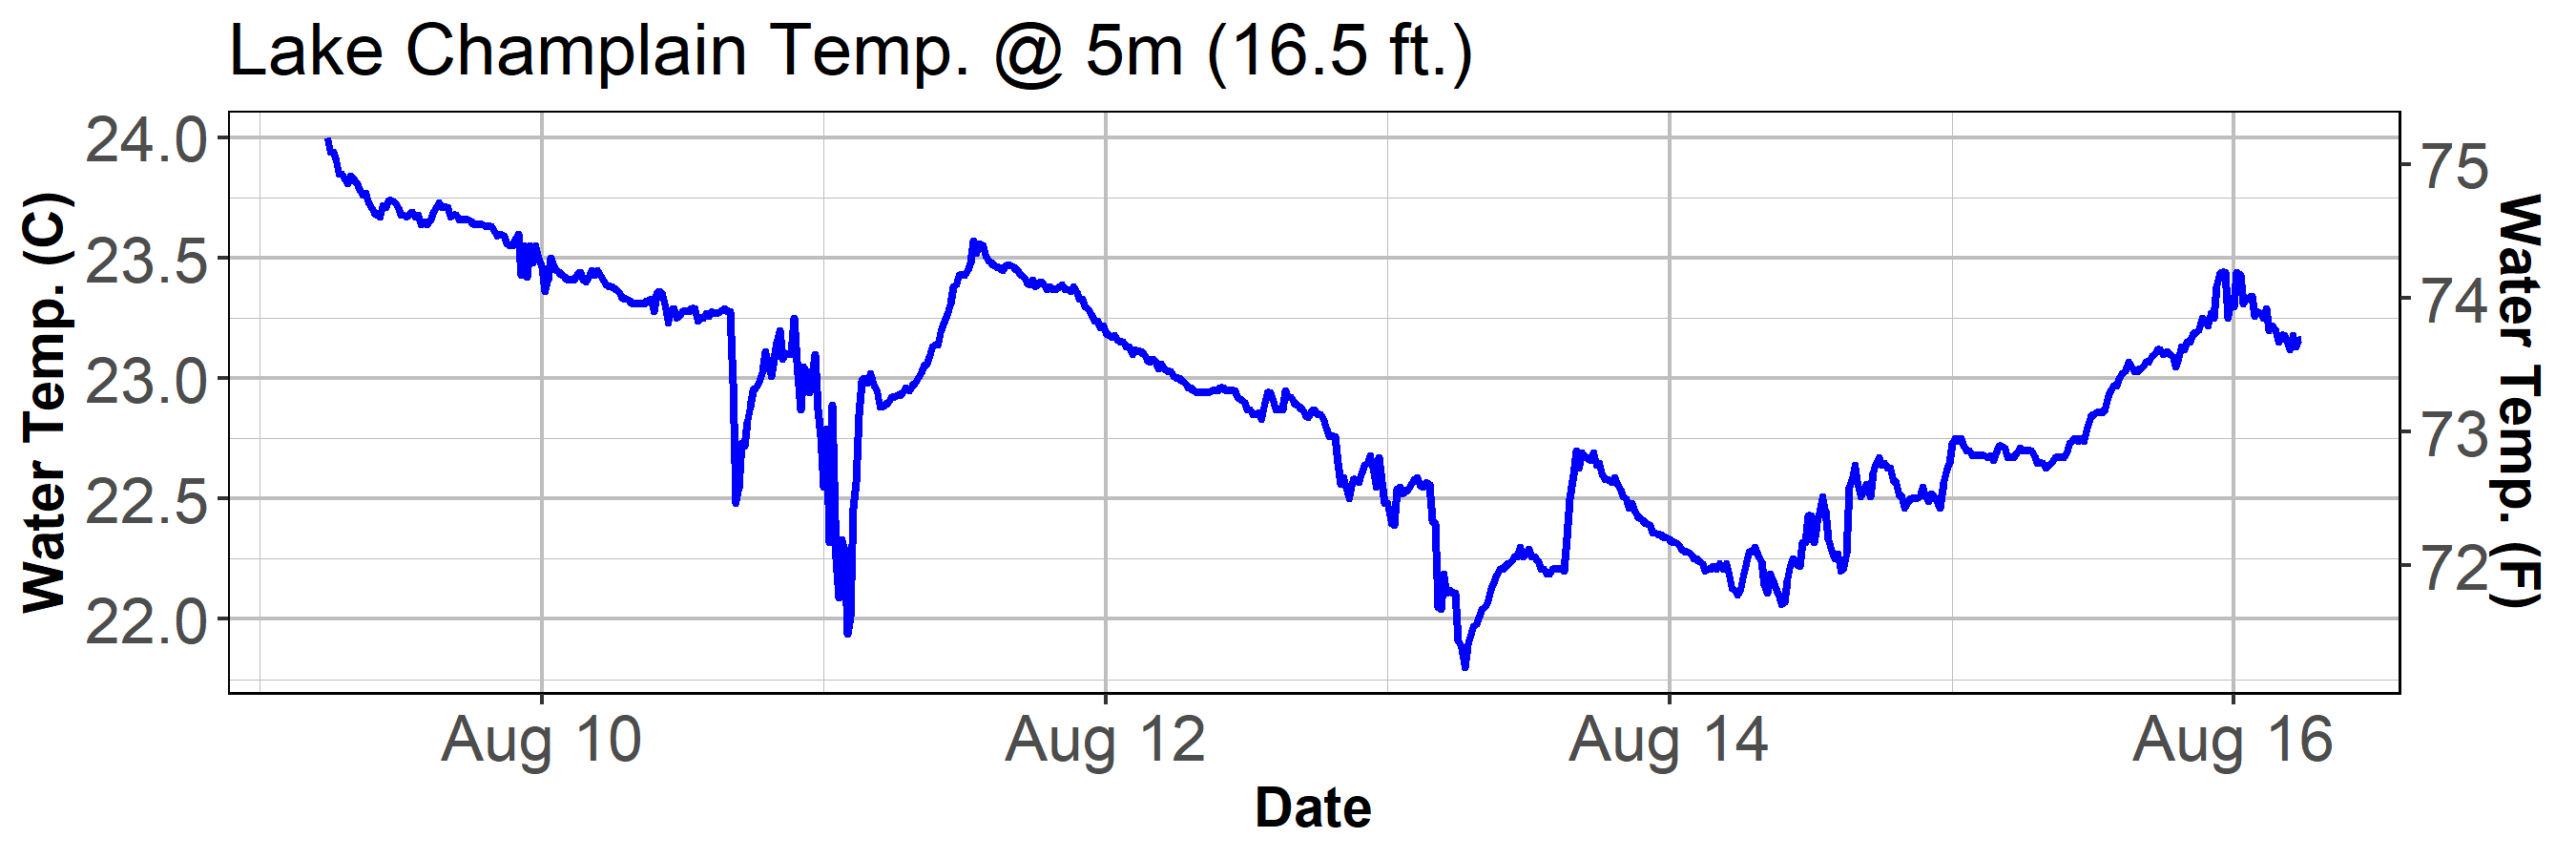 Lake Champlain Temp. @ 5m (16.5 ft.)
Water Temp. (C)
24.0
23.5
23.0
22.5
22.0
75
74
73
72
Water Temp. (F)
Aug 10 Aug 12 Aug 14 Aug 16
Date